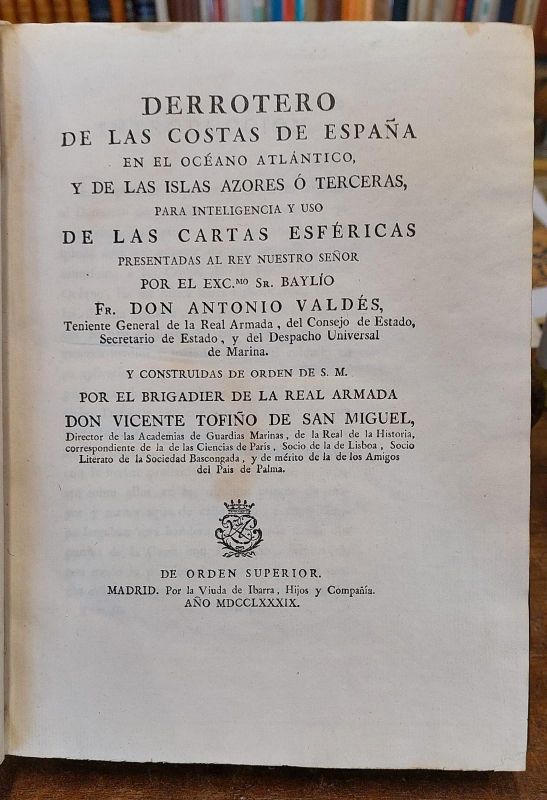 DERROTERO
DE LAS COSTAS DE ESPAÑA
EN EL OCÉANO ATLÁNTICO,
Y DE LAS ISLAS AZORES Ó TERCERAS,
PARA INTELIGENCIA Y USO
DE LAS CARTAS ESFÉRICAS
PRESENTADAS AL REY NUESTRO SEÑOR
POR EL EXC.MO SR. BAYLÍO
FR. DON ANTONIO VALDÉS,
Teniente General de la Real Armada, del Consejo de Estado,
Secretario de Estado, y del Despacho Universal
de Marina.
Y CONSTRUIDAS DE ORDEN DE S. M.
POR EL BRIGADIER DE LA REAL ARMADA
DON VICENTE TOFIÑO DE SAN MIGUEL,
Director de las Academias de Guardias Marinas, de la Real de la Historia,
correspondiente de la de las Ciencias de París, Socio de la de Lisboa, Socio
Literato de la Sociedad Bascongada, y de mérito de la de los Amigos
del Pais de Palma.
DE ORDEN SUPERIOR.
MADRID. Por la Viuda de Ibarra, Hijos y Compañía.
AÑO MDCCLXXXIX.